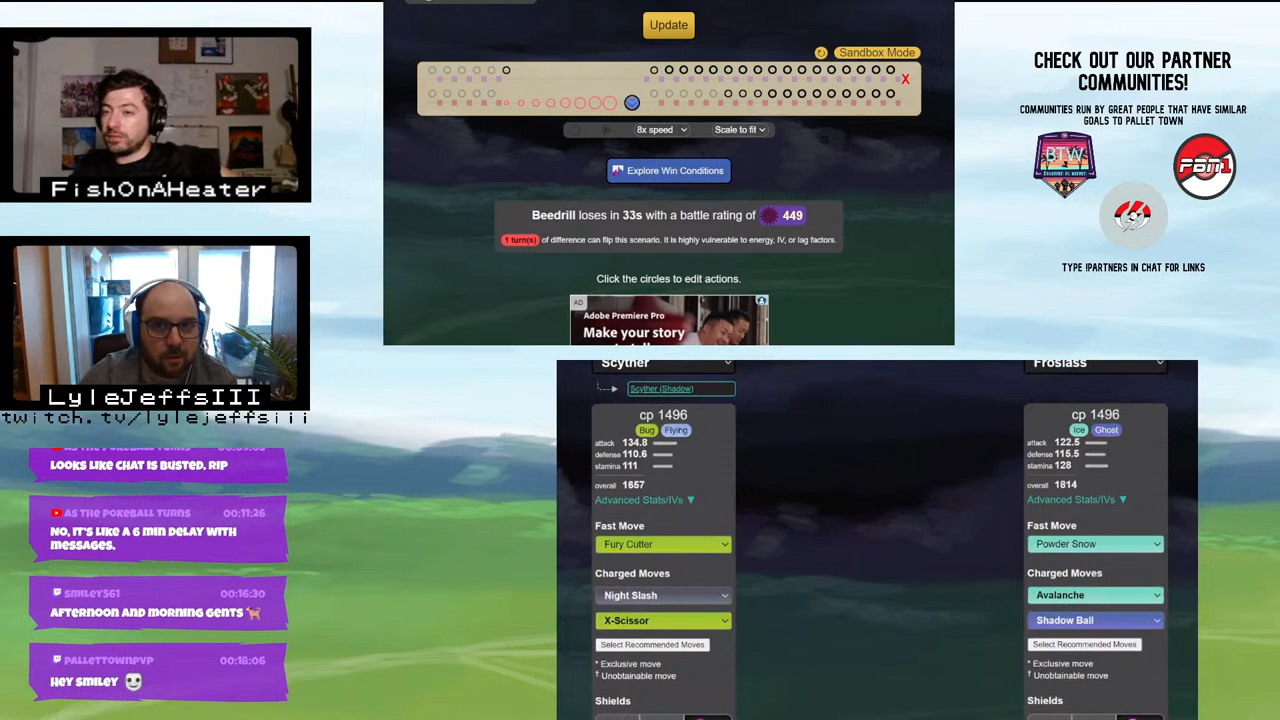 FishOnAHeater
LyleJeffsIII
twitch.tv/lylejeffsiii
AS THE POKEBALL TURNS
LOOKS LIKE CHAT IS BUSTED, RIP
AS THE POKEBALL TURNS 00:11:26
NO, IT'S LIKE A 6 MIN DELAY WITH
MESSAGES.
SMILEY561 00:16:30
AFTERNOON AND MORNING GENTS
PALLETTOWNPVP 00:18:06
HEY SMILEY
Update
Sandbox Mode
X
8x speed
Scale to fit
Explore Win Conditions
Beedrill loses in 33s with a battle rating of 449
1 turn(s) of difference can flip this scenario. It is highly vulnerable to energy, IV, or lag factors.
Click the circles to edit actions.
AD
Adobe Premiere Pro
Make your story
Scyther
Scyther (Shadow)
cp 1496
Bug Flying
attack 134.8
defense 110.6
stamina 111
overall 1657
Advanced Stats/IVs ▼
Fast Move
Fury Cutter
Charged Moves
Night Slash
X-Scissor
Select Recommended Moves
* Exclusive move
† Unobtainable move
Shields
Froslass
cp 1496
Ice Ghost
attack 122.5
defense 115.5
stamina 128
overall 1814
Advanced Stats/IVs ▼
Fast Move
Powder Snow
Charged Moves
Avalanche
Shadow Ball
Select Recommended Moves
* Exclusive move
† Unobtainable move
Shields
CHECK OUT OUR PARTNER
COMMUNITIES!
COMMUNITIES RUN BY GREAT PEOPLE THAT HAVE SIMILAR
GOALS TO PALLET TOWN
BTW
PBN1
TYPE !PARTNERS IN CHAT FOR LINKS